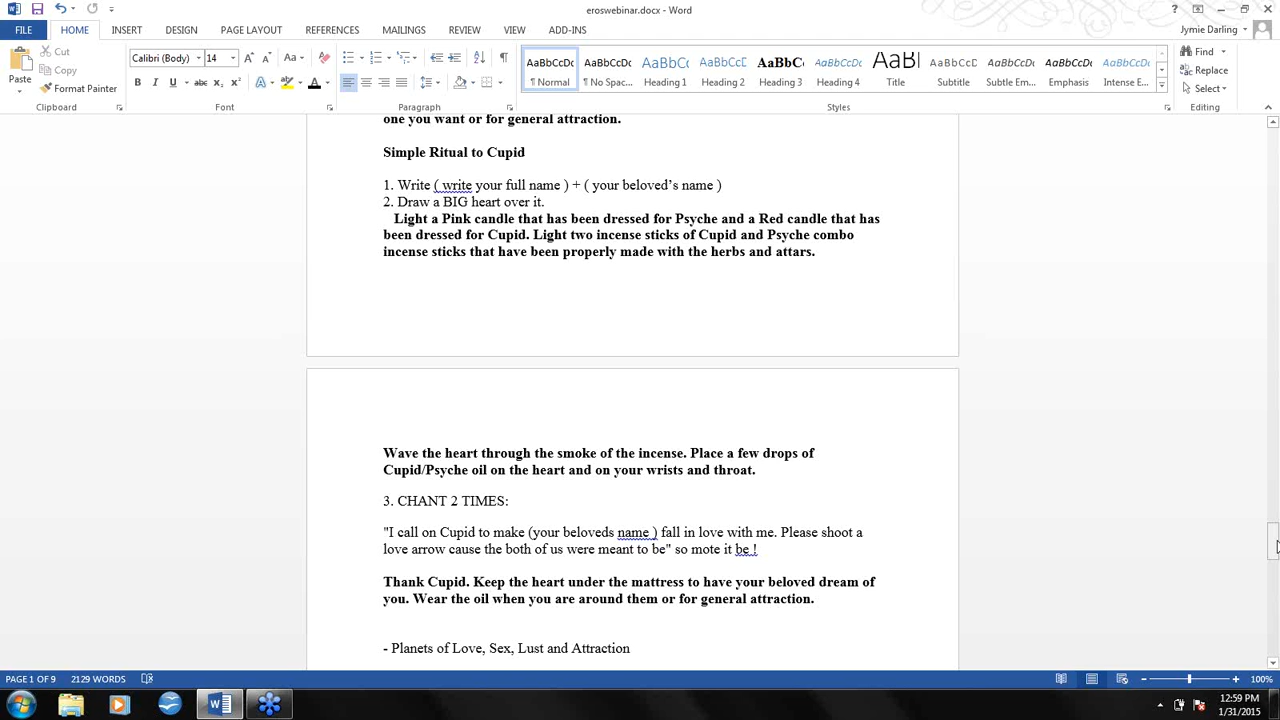 eroswebinar.docx - Word
FILE HOME INSERT DESIGN PAGE LAYOUT REFERENCES MAILINGS REVIEW VIEW ADD-INS Jymie Darling
Paste Cut Copy Format Painter
Calibri (Body) 14
¶ Normal ¶ No Spac... Heading 1 Heading 2 Heading 3 Heading 4 Title Subtitle Subtle Em... Emphasis Intense E...
Find Replace Select
Clipboard Font Paragraph Styles Editing
one you want or for general attraction.
Simple Ritual to Cupid
1. Write ( write your full name ) + ( your beloved's name )
2. Draw a BIG heart over it.
Light a Pink candle that has been dressed for Psyche and a Red candle that has
been dressed for Cupid. Light two incense sticks of Cupid and Psyche combo
incense sticks that have been properly made with the herbs and attars.
Wave the heart through the smoke of the incense. Place a few drops of
Cupid/Psyche oil on the heart and on your wrists and throat.
3. CHANT 2 TIMES:
"I call on Cupid to make (your beloveds name ) fall in love with me. Please shoot a
love arrow cause the both of us were meant to be" so mote it be !
Thank Cupid. Keep the heart under the mattress to have your beloved dream of
you. Wear the oil when you are around them or for general attraction.
- Planets of Love, Sex, Lust and Attraction
PAGE 1 OF 9 2129 WORDS 100%
12:59 PM
1/31/2015